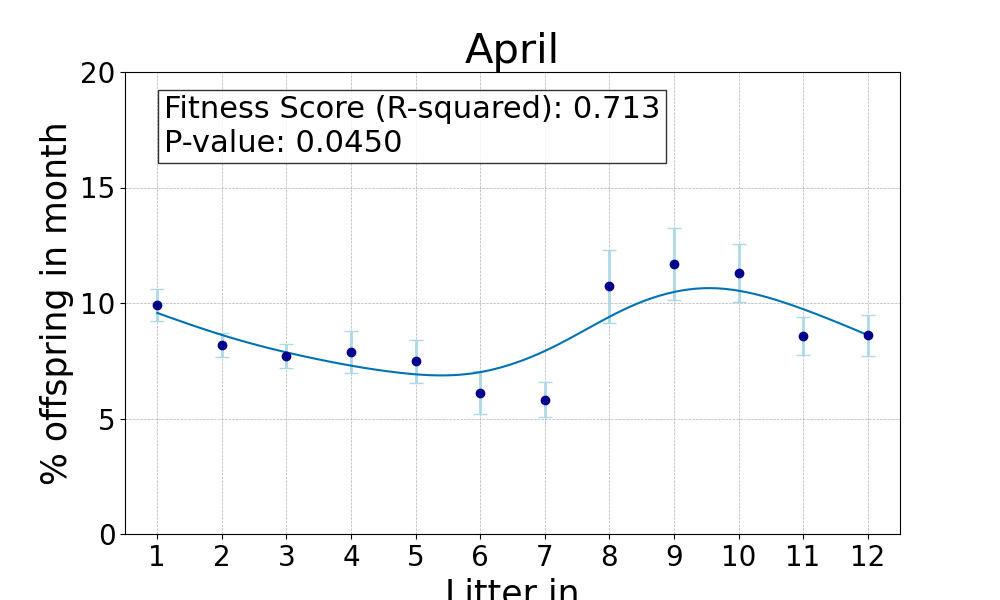 April
Fitness Score (R-squared): 0.713
P-value: 0.0450
% offspring in month
20
15
10
5
0
1 2 3 4 5 6 7 8 9 10 11 12
Litter in